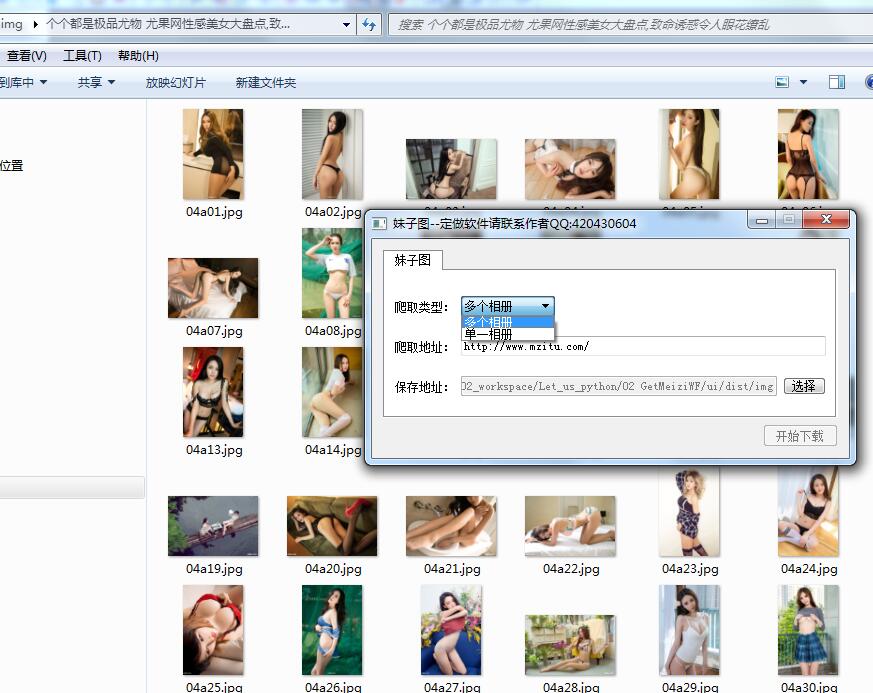 img ▸ 个个都是极品尤物 尤果网性感美女大盘点,致...
搜索 个个都是极品尤物 尤果网性感美女大盘点,致命诱惑令人眼花缭乱
查看(V) 工具(T) 帮助(H)
到库中 共享 放映幻灯片 新建文件夹
位置
04a01.jpg
04a02.jpg
妹子图--定做软件请联系作者QQ:420430604
妹子图
爬取类型: 多个相册
多个相册
单一相册
爬取地址: http://www.mzitu.com/
保存地址: 02_workspace/Let_us_python/02 GetMeiziWF/ui/dist/img 选择
开始下载
04a07.jpg
04a08.jpg
04a13.jpg
04a14.jpg
04a19.jpg
04a20.jpg
04a21.jpg
04a22.jpg
04a23.jpg
04a24.jpg
04a25.jpg
04a26.jpg
04a27.jpg
04a28.jpg
04a29.jpg
04a30.jpg